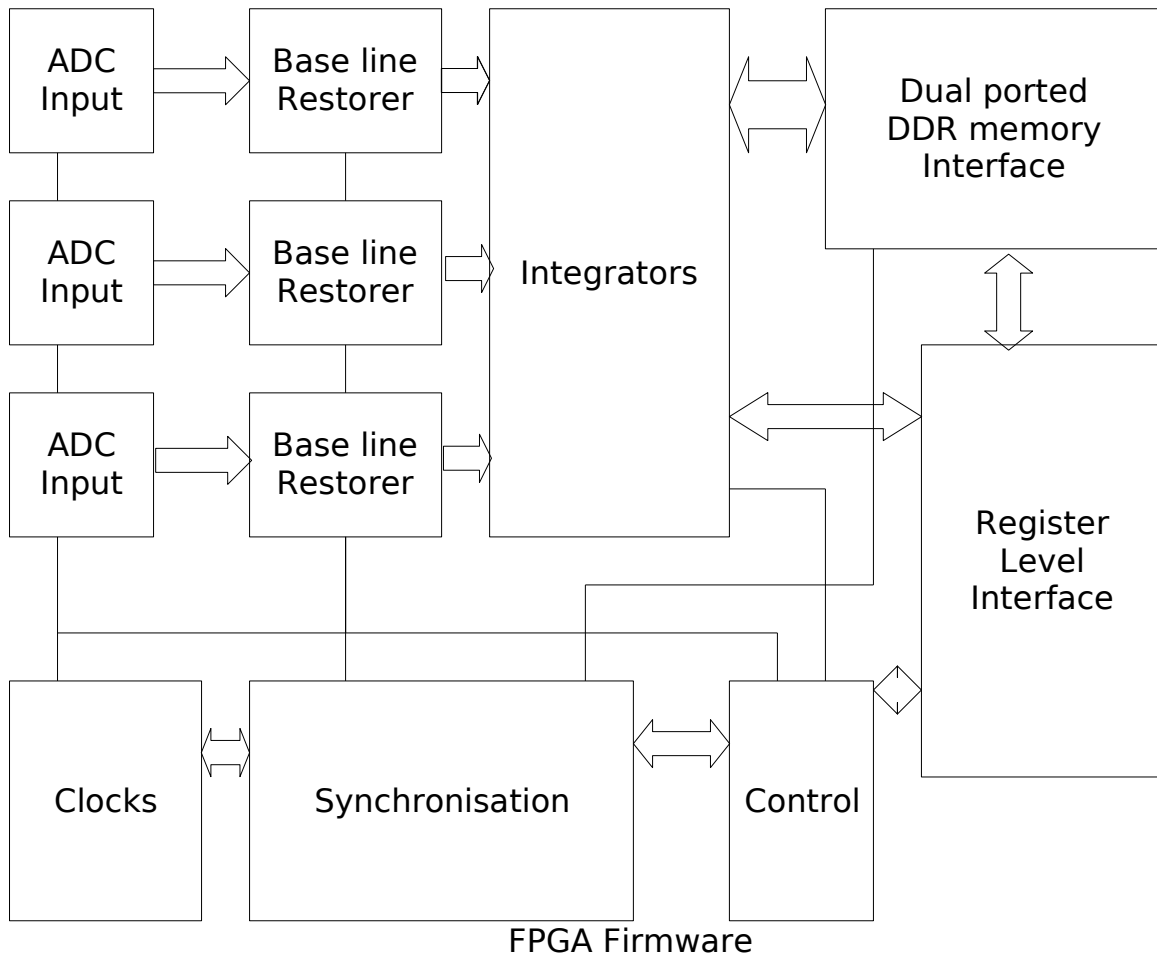 ADC
Input
Base line
Restorer
Dual ported
DDR memory
Interface
ADC
Input
Base line
Restorer
Integrators
ADC
Input
Base line
Restorer
Register
Level
Interface
Clocks
Synchronisation
Control
FPGA Firmware